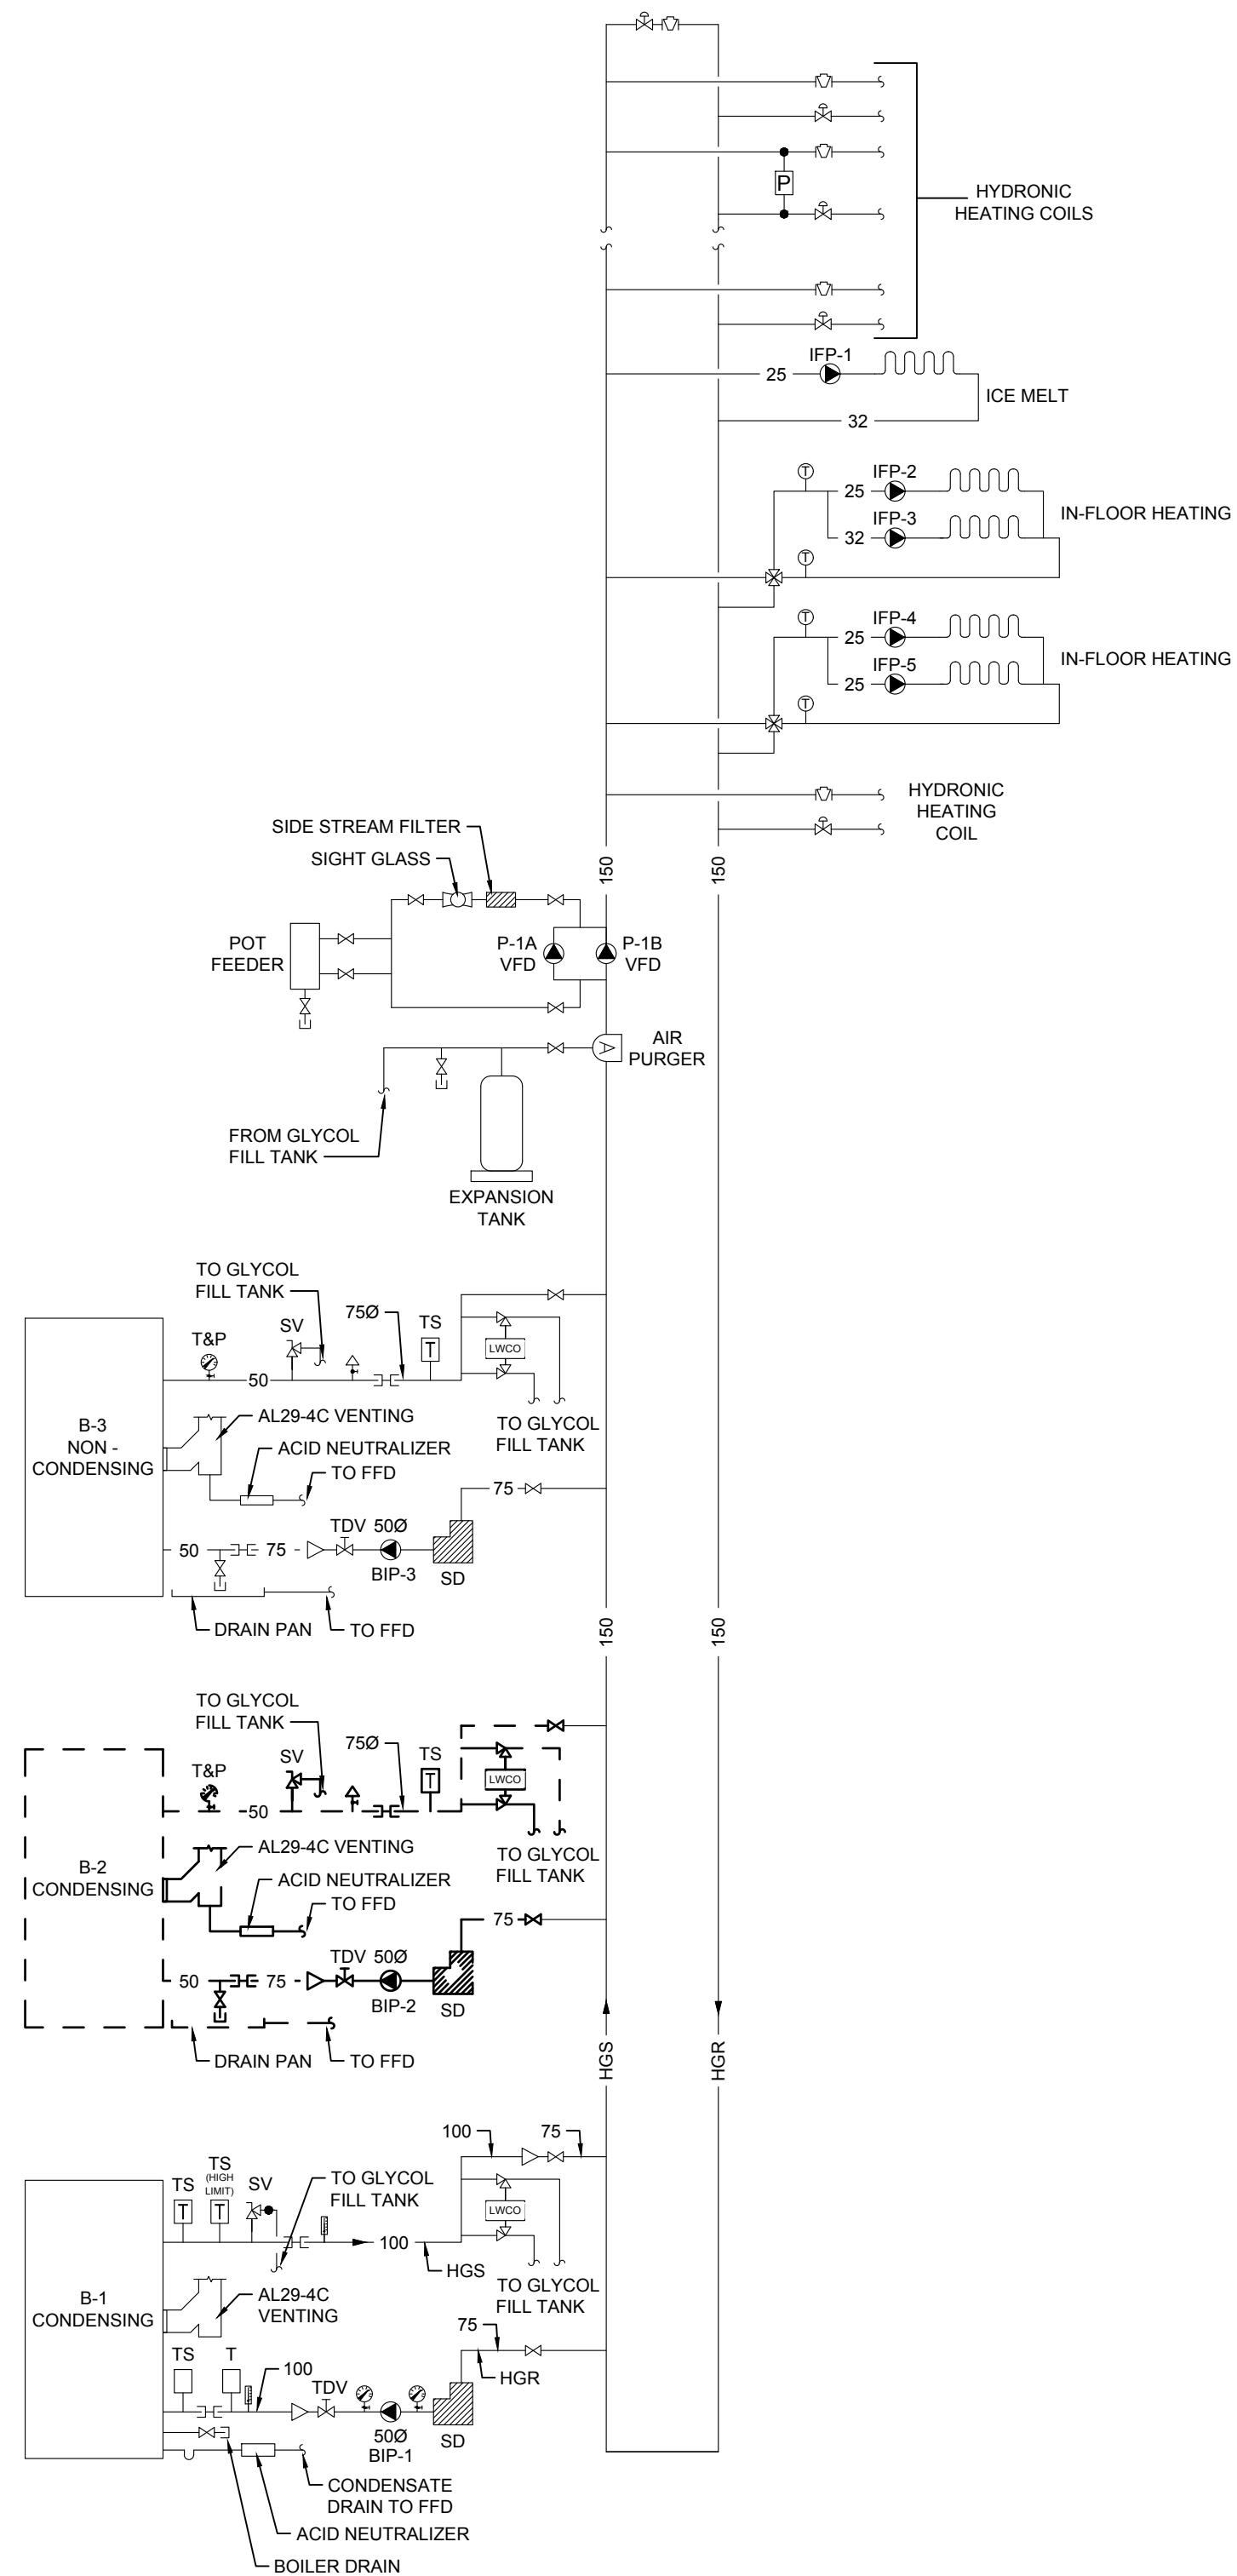 P
HYDRONIC
HEATING COILS
IFP-1
25
ICE MELT
32
T
IFP-2
25
IN-FLOOR HEATING
IFP-3
32
T
T
IFP-4
25
IN-FLOOR HEATING
IFP-5
25
T
HYDRONIC
HEATING
COIL
SIDE STREAM FILTER
SIGHT GLASS
150
150
POT
FEEDER
P-1A
VFD
P-1B
VFD
A
AIR
PURGER
FROM GLYCOL
FILL TANK
EXPANSION
TANK
TO GLYCOL
FILL TANK
75Ø
TS
T&P
SV
T
LWCO
50
B-3
NON -
CONDENSING
AL29-4C VENTING
TO GLYCOL
FILL TANK
ACID NEUTRALIZER
TO FFD
75
TDV
50Ø
50
75
BIP-3
SD
DRAIN PAN
TO FFD
150
150
TO GLYCOL
FILL TANK
75Ø
TS
T&P
SV
T
LWCO
50
B-2
CONDENSING
AL29-4C VENTING
TO GLYCOL
FILL TANK
ACID NEUTRALIZER
TO FFD
75
TDV
50Ø
50
75
BIP-2
SD
DRAIN PAN
TO FFD
HGS
HGR
100
75
TS
TS
(HIGH
LIMIT)
SV
TO GLYCOL
FILL TANK
T
T
LWCO
100
HGS
TO GLYCOL
FILL TANK
B-1
CONDENSING
AL29-4C
VENTING
75
TS
T
100
TDV
HGR
50Ø
BIP-1
SD
CONDENSATE
DRAIN TO FFD
ACID NEUTRALIZER
BOILER DRAIN